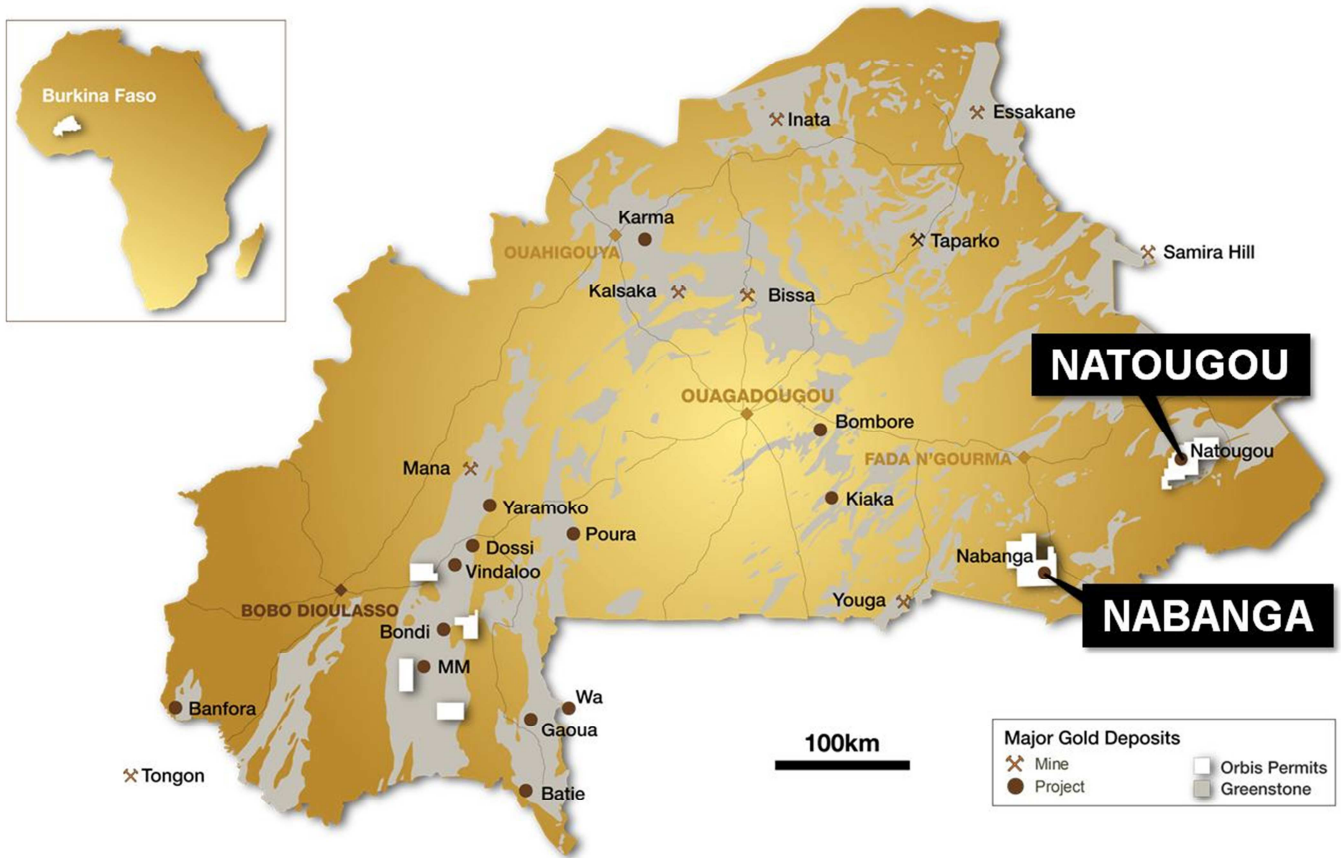 Burkina Faso
Inata
Essakane
Karma
OUAHIGOUYA
Taparko
Samira Hill
Kalsaka
Bissa
NATOUGOU
OUAGADOUGOU
Bombore
Natougou
FADA N'GOURMA
Mana
Kiaka
Yaramoko
Poura
Dossi
Nabanga
Vindaloo
BOBO DIOULASSO
Youga
NABANGA
Bondi
MM
Banfora
Wa
Gaoua
100km
Major Gold Deposits
Mine
Orbis Permits
Project
Greenstone
Tongon
Batie